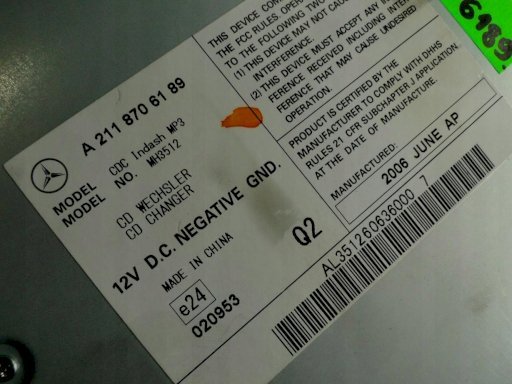 A 211 870 61 89
MODEL CDC Indash MP3
MODEL NO. MH3512
CD WECHSLER
CD CHANGER
12V D.C. NEGATIVE GND.
MADE IN CHINA
e24
020953
Q2
THIS DEVICE COM
THE FCC RULES OPER
TO THE FOLLOWING TWO
(1) THIS DEVICE MAY NOT CAUSE
INTERFERENCE.
(2) THIS DEVICE MUST ACCEPT ANY IN
FERENCE RECEIVED INCLUDING INTER
FERENCE THAT MAY CAUSE UNDESIRED
OPERATION.
PRODUCT IS CERTIFIED BY THE
MANUFACTURER TO COMPLY WITH DHHS
RULES 21 CFR SUBCHAPTER J APPLICATION.
AT THE DATE OF MANUFACTURE.
MANUFACTURED:
2006 JUNE AP
AL351260636000 7
6189